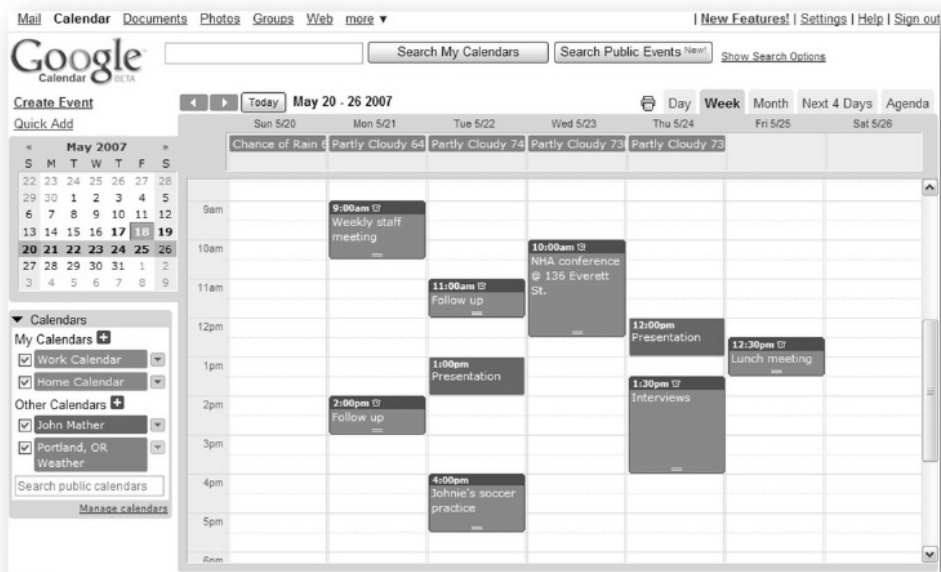 Mail Calendar Documents Photos Groups Web more ▼ | New Features! | Settings | Help | Sign out
Google
Calendar BETA
Search My Calendars Search Public Events New! Show Search Options
Create Event
Quick Add
Today May 20 - 26 2007 Day Week Month Next 4 Days Agenda
Sun 5/20 Mon 5/21 Tue 5/22 Wed 5/23 Thu 5/24 Fri 5/25 Sat 5/26
Chance of Rain 6 Partly Cloudy 64 Partly Cloudy 74 Partly Cloudy 73 Partly Cloudy 73
« May 2007 »
S M T W T F S
22 23 24 25 26 27 28
29 30 1 2 3 4 5
6 7 8 9 10 11 12
13 14 15 16 17 18 19
20 21 22 23 24 25 26
27 28 29 30 31 1 2
3 4 5 6 7 8 9
▼ Calendars
My Calendars +
Work Calendar
Home Calendar
Other Calendars +
John Mather
Portland, OR
Weather
Search public calendars
Manage calendars
9am
10am
11am
12pm
1pm
2pm
3pm
4pm
5pm
6pm
9:00am
Weekly staff
meeting
2:00pm
Follow up
11:00am
Follow up
1:00pm
Presentation
4:00pm
Johnie's soccer
practice
10:00am
NHA conference
@ 136 Everett
St.
12:00pm
Presentation
1:30pm
Interviews
12:30pm
Lunch meeting